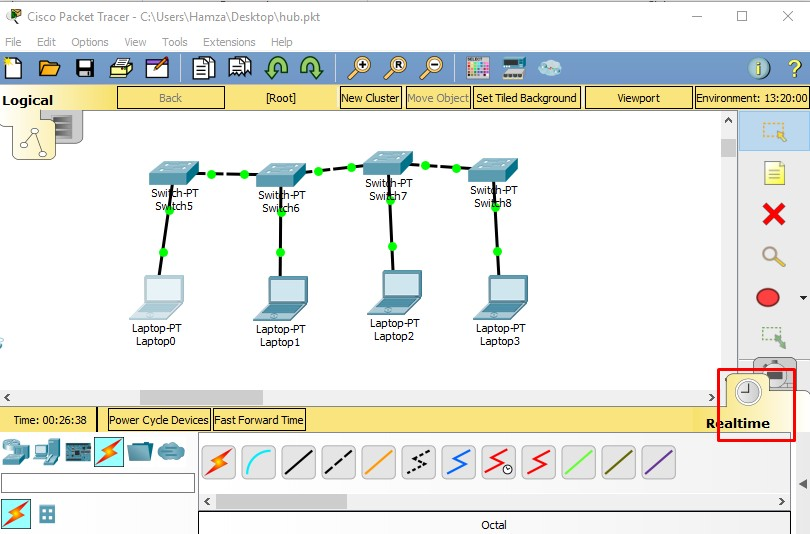 Cisco Packet Tracer - C:\Users\Hamza\Desktop\hub.pkt
File Edit Options View Tools Extensions Help
Logical Back [Root] New Cluster Move Object Set Tiled Background Viewport Environment: 13:20:00
Switch-PT
Switch5
Switch-PT
Switch6
Switch-PT
Switch7
Switch-PT
Switch8
Laptop-PT
Laptop0
Laptop-PT
Laptop1
Laptop-PT
Laptop2
Laptop-PT
Laptop3
Time: 00:26:38 Power Cycle Devices Fast Forward Time Realtime
Octal